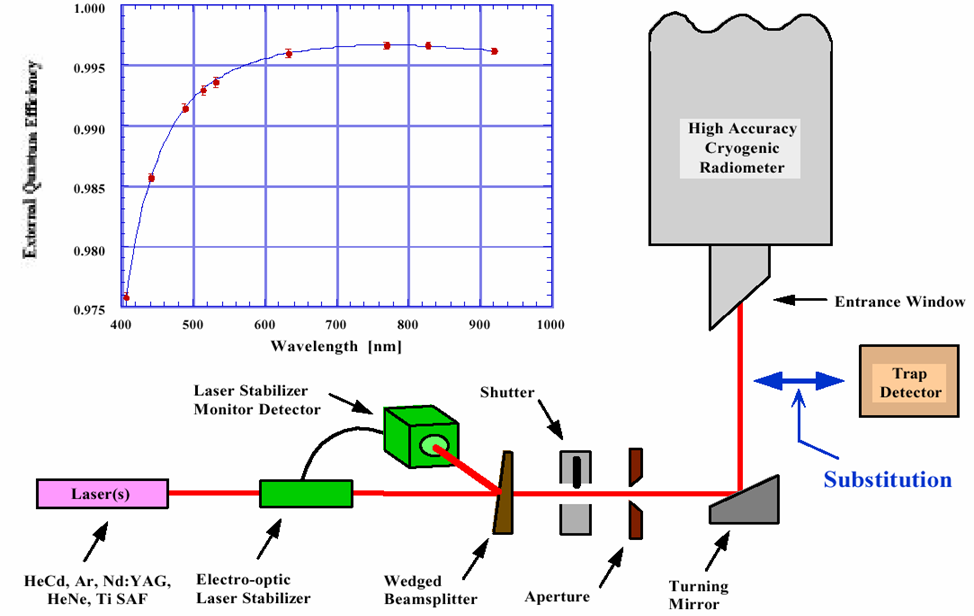 1.000
0.995
0.990
0.985
0.980
0.975
External Quantum Efficiency
400 500 600 700 800 900 1000
Wavelength [nm]
High Accuracy
Cryogenic
Radiometer
Entrance Window
Trap
Detector
Substitution
Laser Stabilizer
Monitor Detector
Shutter
Laser(s)
HeCd, Ar, Nd:YAG,
HeNe, Ti SAF
Electro-optic
Laser Stabilizer
Wedged
Beamsplitter
Aperture
Turning
Mirror